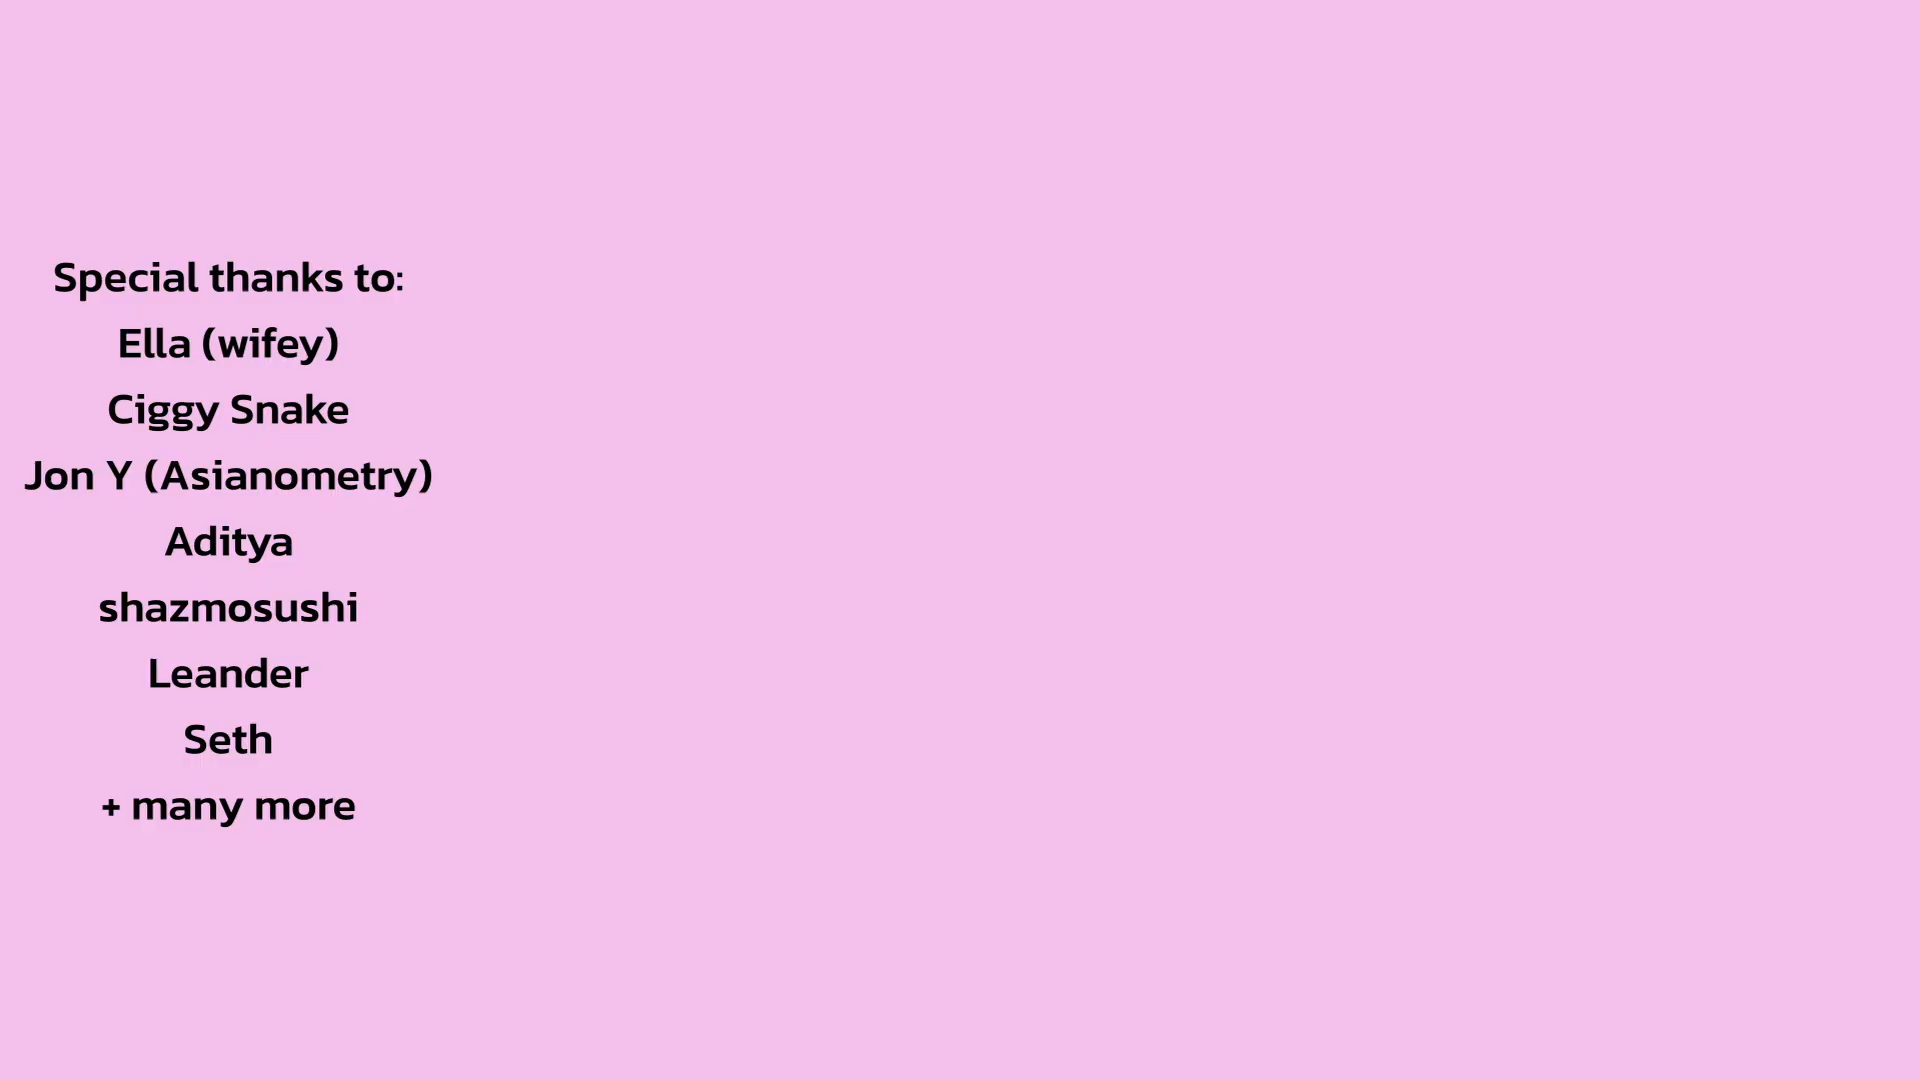 Special thanks to:
Ella (wifey)
Ciggy Snake
Jon Y (Asianometry)
Aditya
shazmosushi
Leander
Seth
+ many more